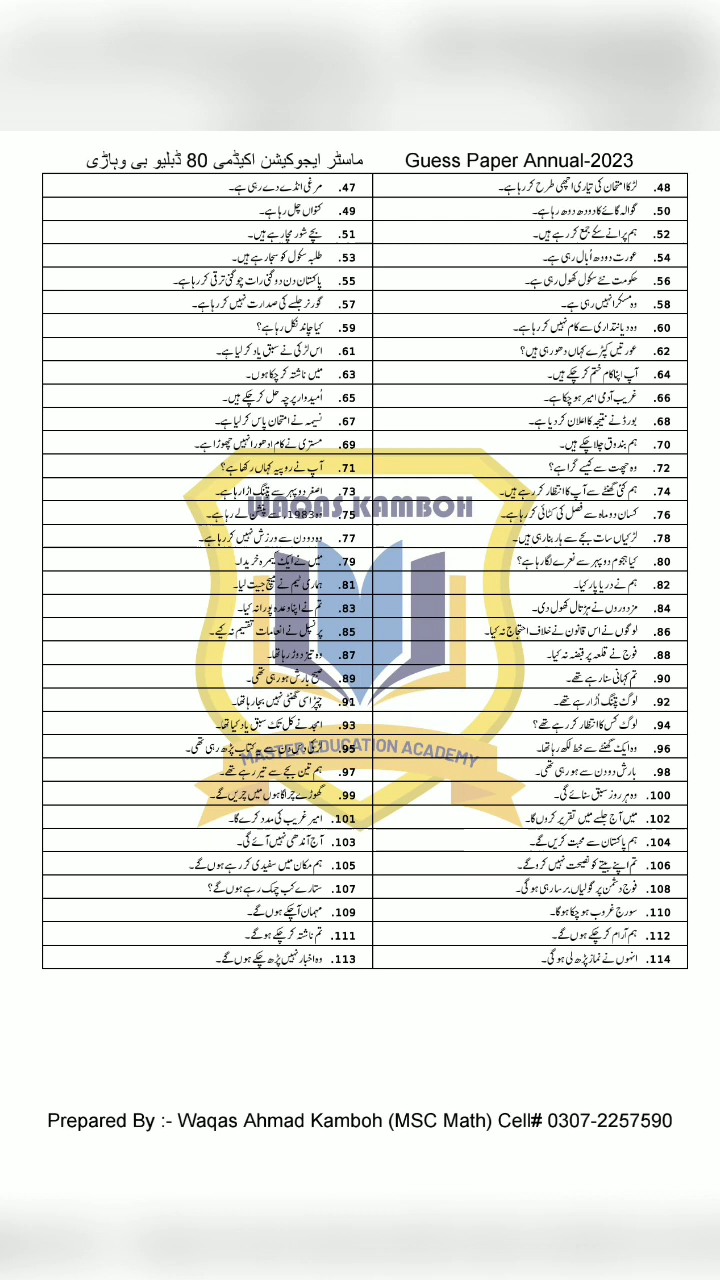 ماسٹر ایجوکیشن اکیڈمی 80 ڈبلیو بی وہاڑی Guess Paper Annual-2023
47. مرغی انڈے دے رہی ہے۔
48. لڑکا امتحان کی تیاری اچھی طرح کر رہا ہے۔
49. کنواں چل رہا ہے۔
50. گوالہ گائے کا دودھ دوھ رہا ہے۔
51. بچے شور مچا رہے ہیں۔
52. ہم پرانے سکے جمع کر رہے ہیں۔
53. طلبہ سکول کو سجا رہے ہیں۔
54. عورت دودھ اُبال رہی ہے۔
55. پاکستان دن دوگنی رات چوگنی ترقی کر رہا ہے۔
56. حکومت نئے سکول کھول رہی ہے۔
57. گورنر جلسے کی صدارت نہیں کر رہا ہے۔
58. وہ مسکرا نہیں رہی ہے۔
59. کیا چاند نکل رہا ہے؟
60. وہ دیانتداری سے کام نہیں کر رہا ہے۔
61. اس لڑکی نے سبق یاد کر لیا ہے۔
62. عورتیں کپڑے کہاں دھو رہی ہیں؟
63. میں ناشتہ کر چکا ہوں۔
64. آپ اپنا کام ختم کر چکے ہیں۔
65. اُمیدوار پرچہ حل کر چکے ہیں۔
66. غریب آدمی امیر ہو چکا ہے۔
67. نسیمہ نے امتحان پاس کر لیا ہے۔
68. بورڈ نے نتیجہ کا اعلان کر دیا ہے۔
69. مستری نے کام ادھورا نہیں چھوڑا ہے۔
70. ہم بندوق چلا چکے ہیں۔
71. آپ نے روپیہ کہاں رکھا ہے؟
72. وہ چھت سے کیسے گرا ہے؟
73. اصغر دوپہر سے پتنگ اڑا رہا ہے۔
74. ہم کئی گھنٹے سے آپ کا انتظار کر رہے ہیں۔
WAQAS KAMBOH
75. وہ 1983ء سے پنشن لے رہا ہے۔
76. کسان دو ماہ سے فصل کی کٹائی کر رہا ہے۔
77. وہ دو دن سے ورزش نہیں کر رہا ہے۔
78. لڑکیاں سات بجے سے ہار بنا رہی ہیں۔
79. میں نے ایک کیمرہ خریدا۔
80. کیا ہجوم دوپہر سے نعرے لگا رہا ہے؟
81. ہماری ٹیم نے میچ جیت لیا۔
82. ہم نے دریا پار کیا۔
83. تم نے اپنا وعدہ پورا نہ کیا۔
84. مزدوروں نے ہڑتال کھول دی۔
85. پرنسپل نے انعامات تقسیم نہ کیے۔
86. لوگوں نے اس قانون کے خلاف احتجاج نہ کیا۔
87. وہ تیز دوڑ رہا تھا۔
88. فوج نے قلعہ پر قبضہ نہ کیا۔
89. صبح بارش ہو رہی تھی۔
90. تم کہانی سنا رہے تھے۔
91. چپڑاسی گھنٹی نہیں بجا رہا تھا۔
92. لوگ پتنگ اُڑا رہے تھے۔
93. امجد نے کل تک سبق یاد کیا تھا۔
94. لوگ کس کا انتظار کر رہے تھے؟
95. لڑکی دس دن سے یہ کتاب پڑھ رہی تھی۔
96. وہ ایک گھنٹے سے خط لکھ رہا تھا۔
MASTER EDUCATION ACADEMY
97. ہم تین بجے سے تیر رہے تھے۔
98. بارش دو دن سے ہو رہی تھی۔
99. گھوڑے چراگاہوں میں چریں گے۔
100. وہ ہر روز سبق سنائے گی۔
101. امیر غریب کی مدد کرے گا۔
102. میں آج جلسے میں تقریر کروں گا۔
103. آج آندھی نہیں آئے گی۔
104. ہم پاکستان سے محبت کریں گے۔
105. ہم مکان میں سفیدی کر رہے ہوں گے۔
106. تم اپنے بیٹے کو نصیحت نہیں کرو گے۔
107. ستارے کب چمک رہے ہوں گے؟
108. فوج دشمن پر گولیاں برسا رہی ہو گی۔
109. مہمان آ چکے ہوں گے۔
110. سورج غروب ہو چکا ہو گا۔
111. تم ناشتہ کر چکے ہو گے۔
112. ہم آرام کر چکے ہوں گے۔
113. وہ اخبار نہیں پڑھ چکے ہوں گے۔
114. انہوں نے نماز پڑھ لی ہو گی۔
Prepared By :- Waqas Ahmad Kamboh (MSC Math) Cell# 0307-2257590